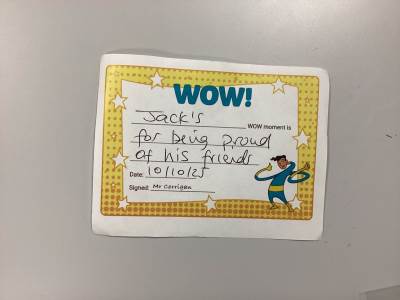 WOW!
Jack's WOW moment is
for being proud
of his friends
Date: 10/10/25
Signed: Mr Corrigan